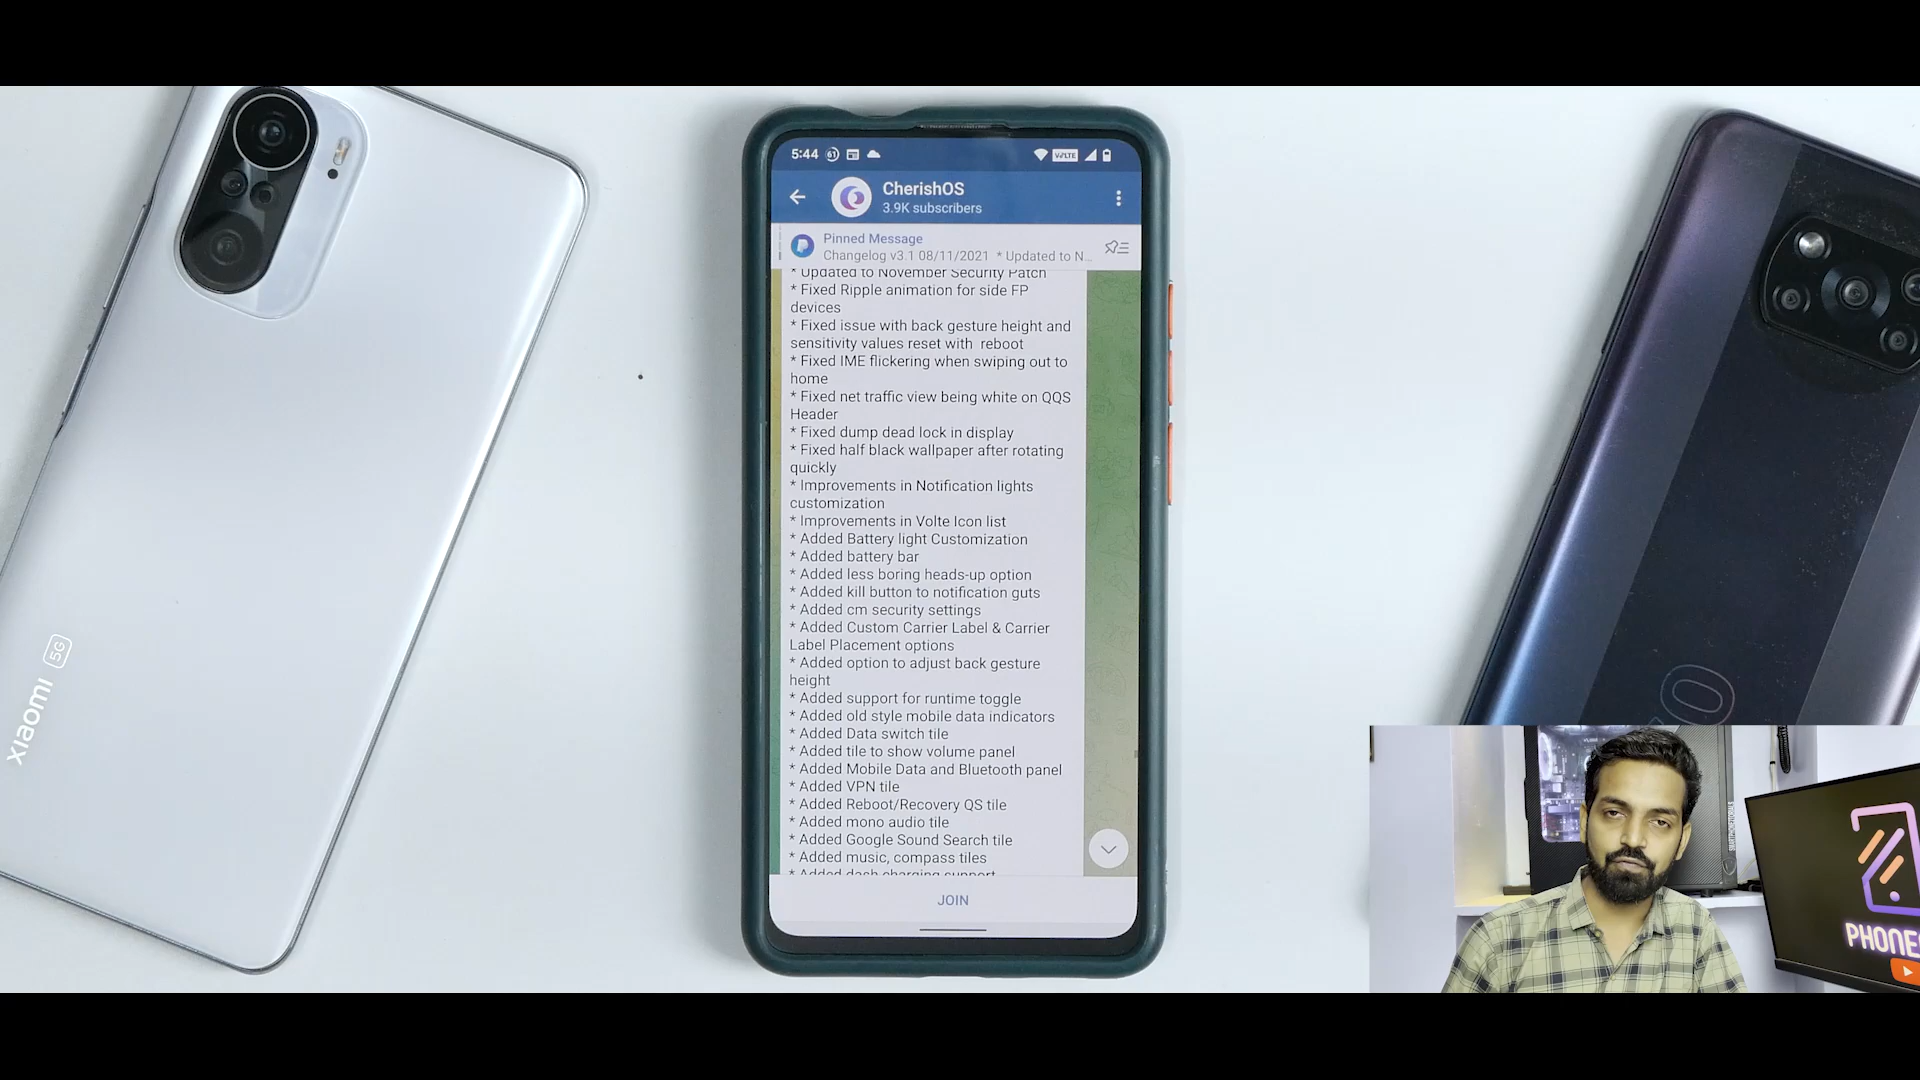 5:44 61 VoLTE
CherishOS
3.9K subscribers
Pinned Message
Changelog v3.1 08/11/2021 * Updated to N...
* Updated to November Security Patch
* Fixed Ripple animation for side FP
devices
* Fixed issue with back gesture height and
sensitivity values reset with reboot
* Fixed IME flickering when swiping out to
home
* Fixed net traffic view being white on QQS
Header
* Fixed dump dead lock in display
* Fixed half black wallpaper after rotating
quickly
* Improvements in Notification lights
customization
* Improvements in Volte Icon list
* Added Battery light Customization
* Added battery bar
* Added less boring heads-up option
* Added kill button to notification guts
* Added cm security settings
* Added Custom Carrier Label & Carrier
Label Placement options
* Added option to adjust back gesture
height
* Added support for runtime toggle
* Added old style mobile data indicators
* Added Data switch tile
* Added tile to show volume panel
* Added Mobile Data and Bluetooth panel
* Added VPN tile
* Added Reboot/Recovery QS tile
* Added mono audio tile
* Added Google Sound Search tile
* Added music, compass tiles
* Added dash charging support
JOIN
xiaomi 5G
PHONE